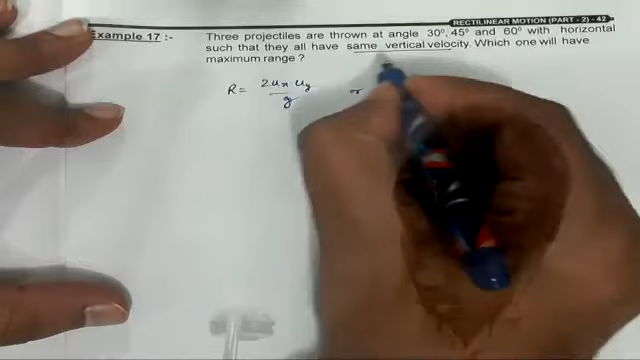 RECTILINEAR MOTION (PART - 2) - 42
Example 17 :- Three projectiles are thrown at angle 30°, 45° and 60° with horizontal
such that they all have same vertical velocity. Which one will have
maximum range ?
R = 2uₓ uᵧ / g or